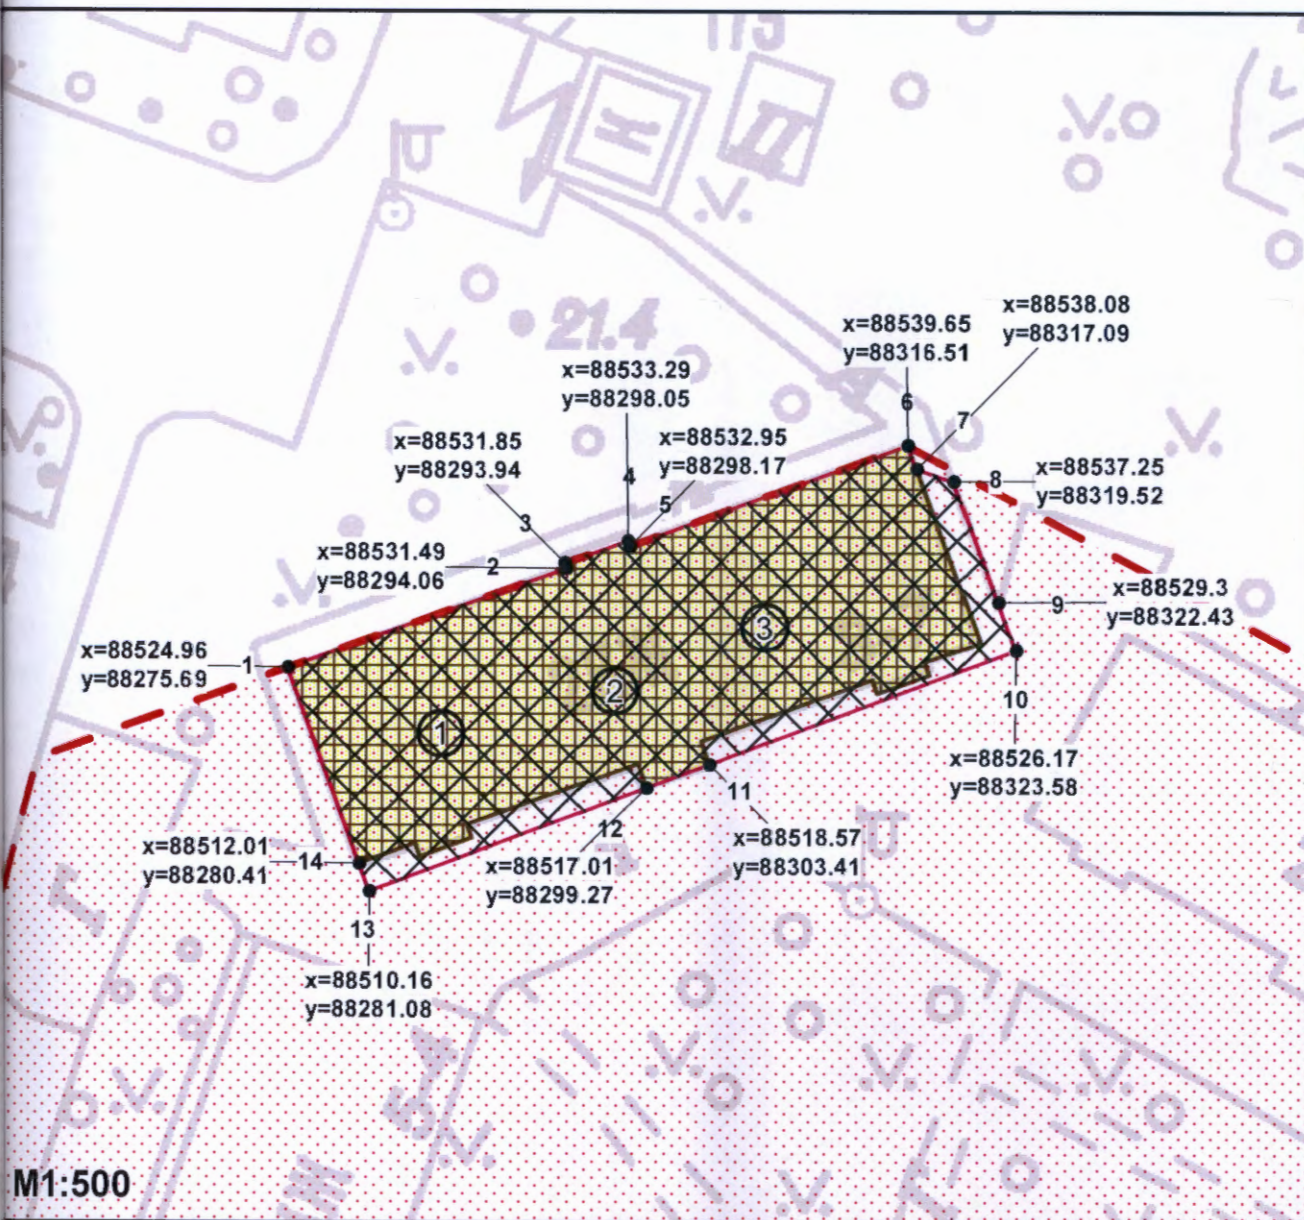 П
Н
П
.V.
.V.
21.4
.V.
.V.
x=88538.08
y=88317.09
x=88539.65
y=88316.51
x=88533.29
y=88298.05
6
7
x=88531.85
y=88293.94
x=88532.95
y=88298.17
4
5
8
x=88537.25
y=88319.52
3
x=88531.49
y=88294.06
2
9
x=88529.3
y=88322.43
x=88524.96
y=88275.69
1
3
2
1
10
x=88526.17
y=88323.58
11
12
x=88518.57
y=88303.41
x=88512.01
y=88280.41
14
x=88517.01
y=88299.27
13
x=88510.16
y=88281.08
.V.
.V.
.V.
.V.
.V.
Ж
M1:500